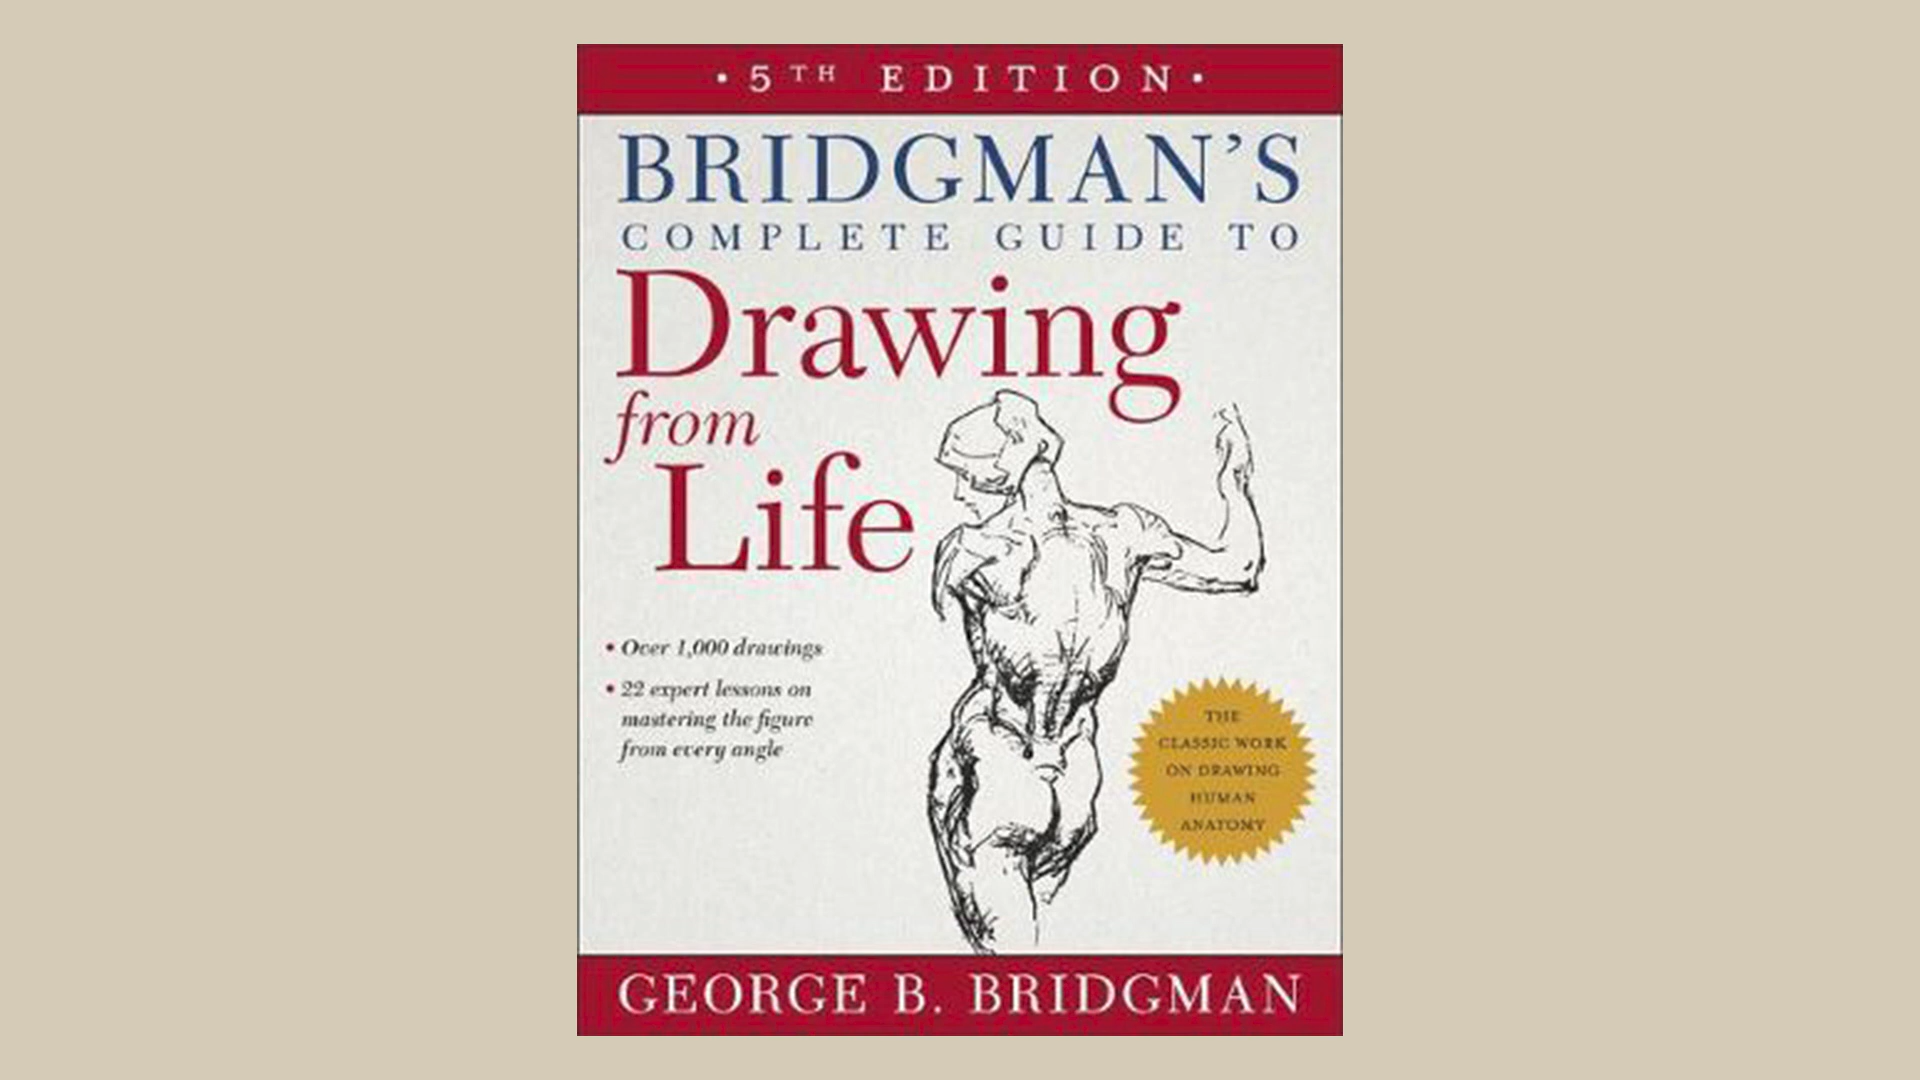 · 5TH EDITION ·
BRIDGMAN'S
COMPLETE GUIDE TO
Drawing
from
Life
• Over 1,000 drawings
• 22 expert lessons on
mastering the figure
from every angle
THE
CLASSIC WORK
ON DRAWING
HUMAN
ANATOMY
GEORGE B. BRIDGMAN